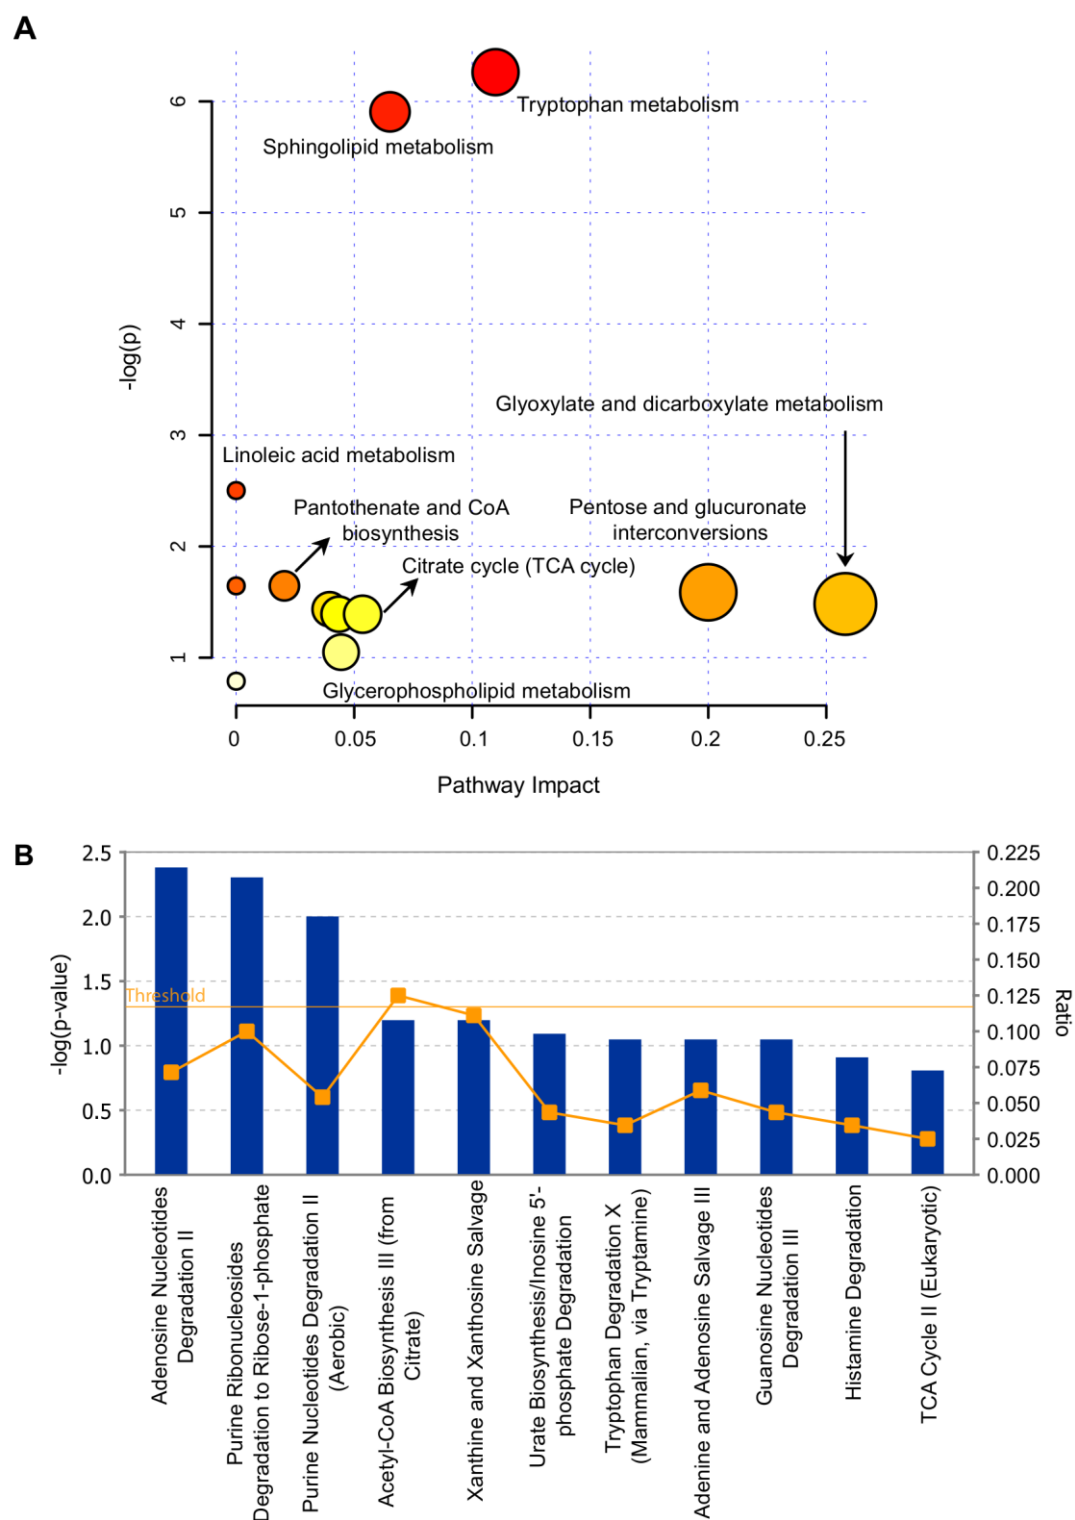 A
6
Tryptophan metabolism
Sphingolipid metabolism
5
4
-log(p)
Glyoxylate and dicarboxylate metabolism
3
Linoleic acid metabolism
Pantothenate and CoA
biosynthesis
Pentose and glucuronate
interconversions
2
Citrate cycle (TCA cycle)
1
Glycerophospholipid metabolism
0
0.05
0.1
0.15
0.2
0.25
Pathway Impact
B
2.5
2.0
1.5
1.0
0.5
0.0
-log(p-value)
Threshold
0.225
0.200
0.175
0.150
0.125
0.100
0.075
0.050
0.025
0.000
Ratio
Adenosine Nucleotides
Degradation II
Purine Ribonucleosides
Degradation to Ribose-1-phosphate
Purine Nucleotides Degradation II
(Aerobic)
Acetyl-CoA Biosynthesis III (from
Citrate)
Xanthine and Xanthosine Salvage
Urate Biosynthesis/Inosine 5'-
phosphate Degradation
Tryptophan Degradation X
(Mammalian, via Tryptamine)
Adenine and Adenosine Salvage III
Guanosine Nucleotides
Degradation III
Histamine Degradation
TCA Cycle II (Eukaryotic)